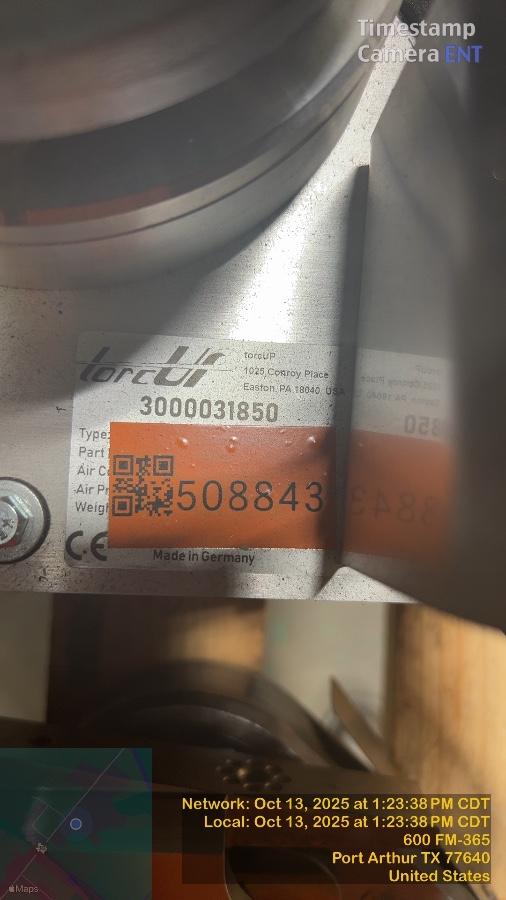 Timestamp
Camera ENT
torcUP
torcUP
1025 Conroy Place
Easton, PA 18040, USA
3000031850
Type:
Part
Air
Air
508843
CE
Made in Germany
Network: Oct 13, 2025 at 1:23:38 PM CDT
Local: Oct 13, 2025 at 1:23:38 PM CDT
600 FM-365
Port Arthur TX 77640
United States
Maps